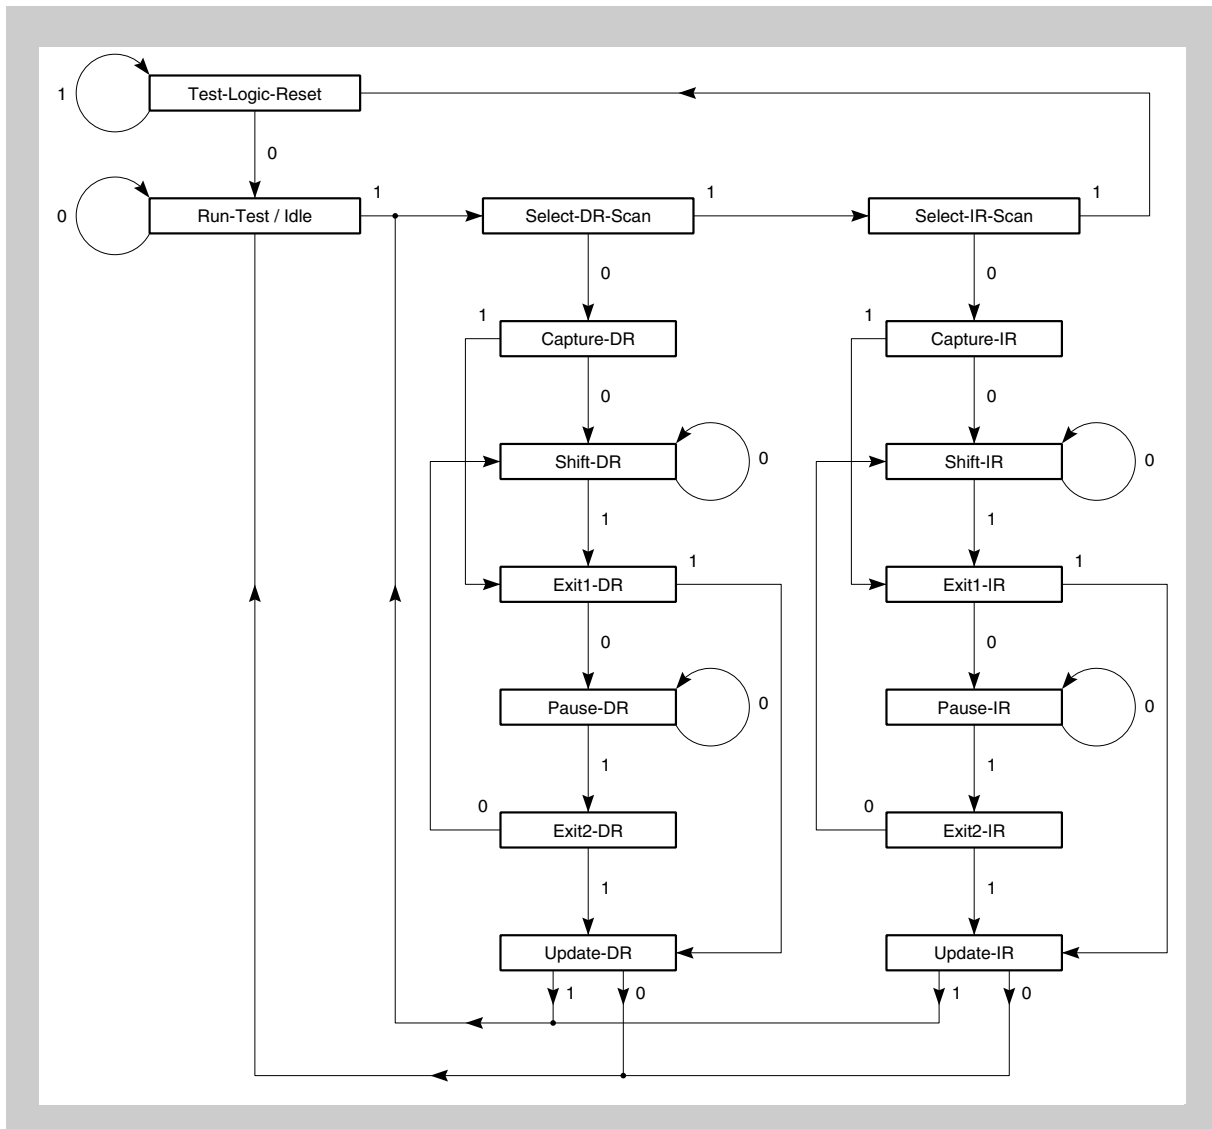 Test-Logic-Reset
1
0
Run-Test / Idle
0
1
Select-DR-Scan
1
Select-IR-Scan
1
0
0
1
Capture-DR
1
Capture-IR
0
0
Shift-DR
0
Shift-IR
0
1
1
Exit1-DR
1
Exit1-IR
1
0
0
Pause-DR
0
Pause-IR
0
1
1
0
Exit2-DR
0
Exit2-IR
1
1
Update-DR
Update-IR
1
0
1
0